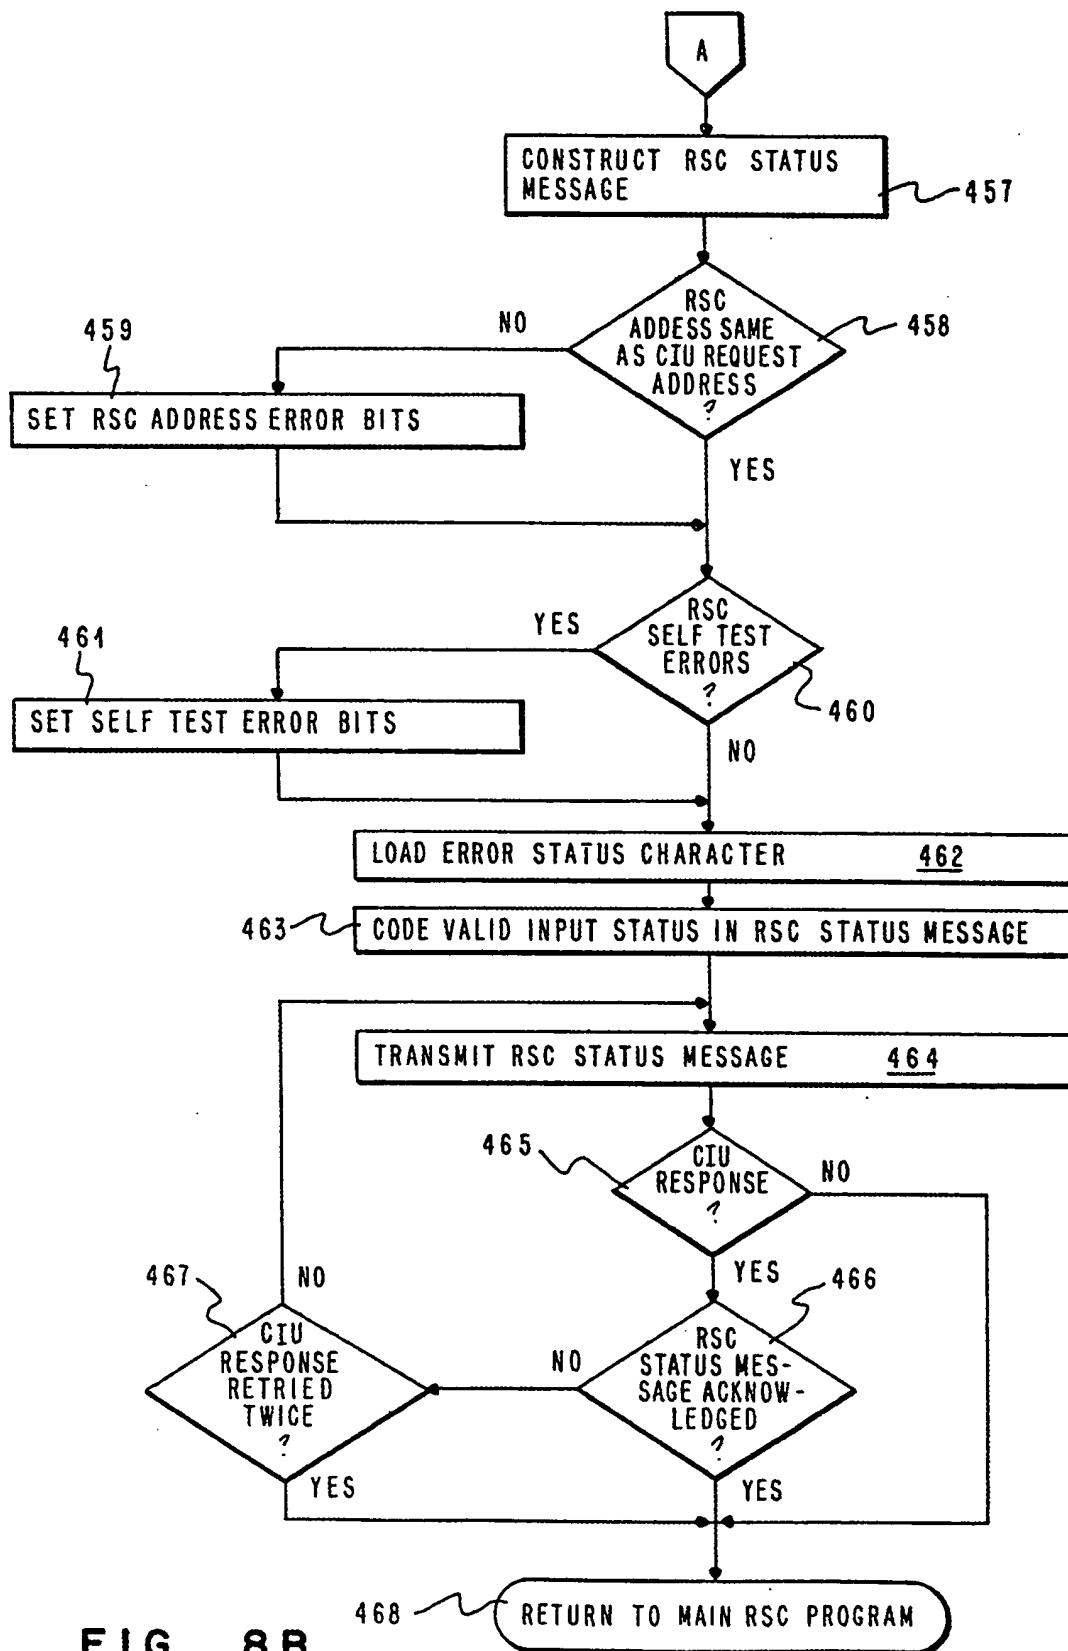 A
CONSTRUCT RSC STATUS
MESSAGE
457
RSC
ADDESS SAME
AS CIU REQUEST
ADDRESS
?
458
NO
459
SET RSC ADDRESS ERROR BITS
YES
RSC
SELF TEST
ERRORS
?
460
YES
461
SET SELF TEST ERROR BITS
NO
LOAD ERROR STATUS CHARACTER 462
463 CODE VALID INPUT STATUS IN RSC STATUS MESSAGE
TRANSMIT RSC STATUS MESSAGE 464
465
CIU
RESPONSE
?
NO
YES
466
RSC
STATUS MES-
SAGE ACKNOW-
LEDGED
?
NO
467
NO
CIU
RESPONSE
RETRIED
TWICE
?
YES
YES
468
RETURN TO MAIN RSC PROGRAM
FIG. 8B